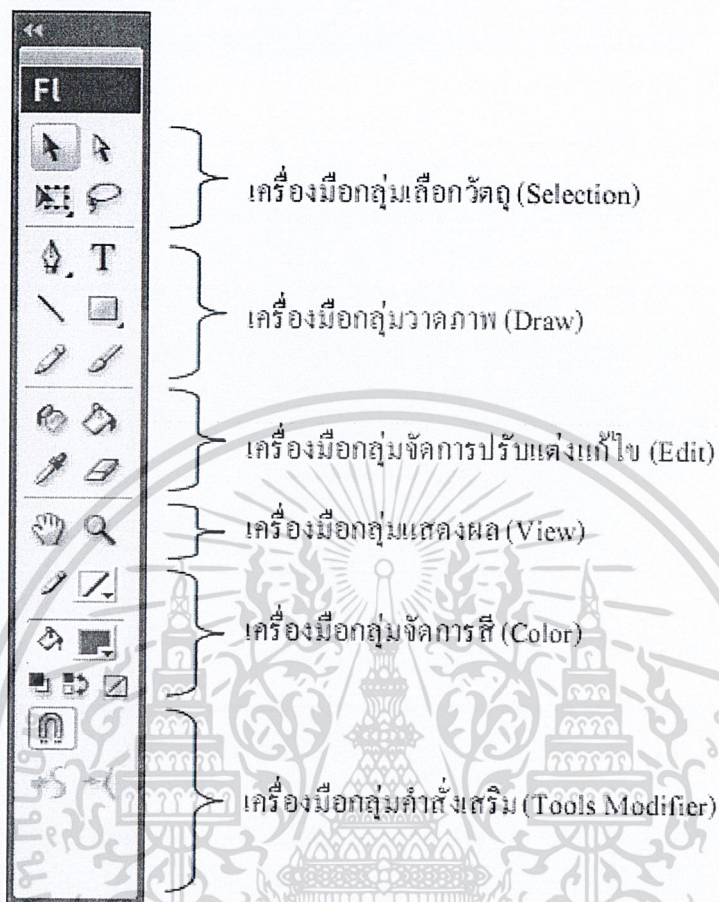 Fl
เครื่องมือกลุ่มเลือกวัตถุ (Selection)
T
เครื่องมือกลุ่มวาดภาพ (Draw)
เครื่องมือกลุ่มจัดการปรับแต่งแก้ไข (Edit)
เครื่องมือกลุ่มแสดงผล (View)
เครื่องมือกลุ่มจัดการสี (Color)
เครื่องมือกลุ่มคำสั่งเสริม (Tools Modifier)